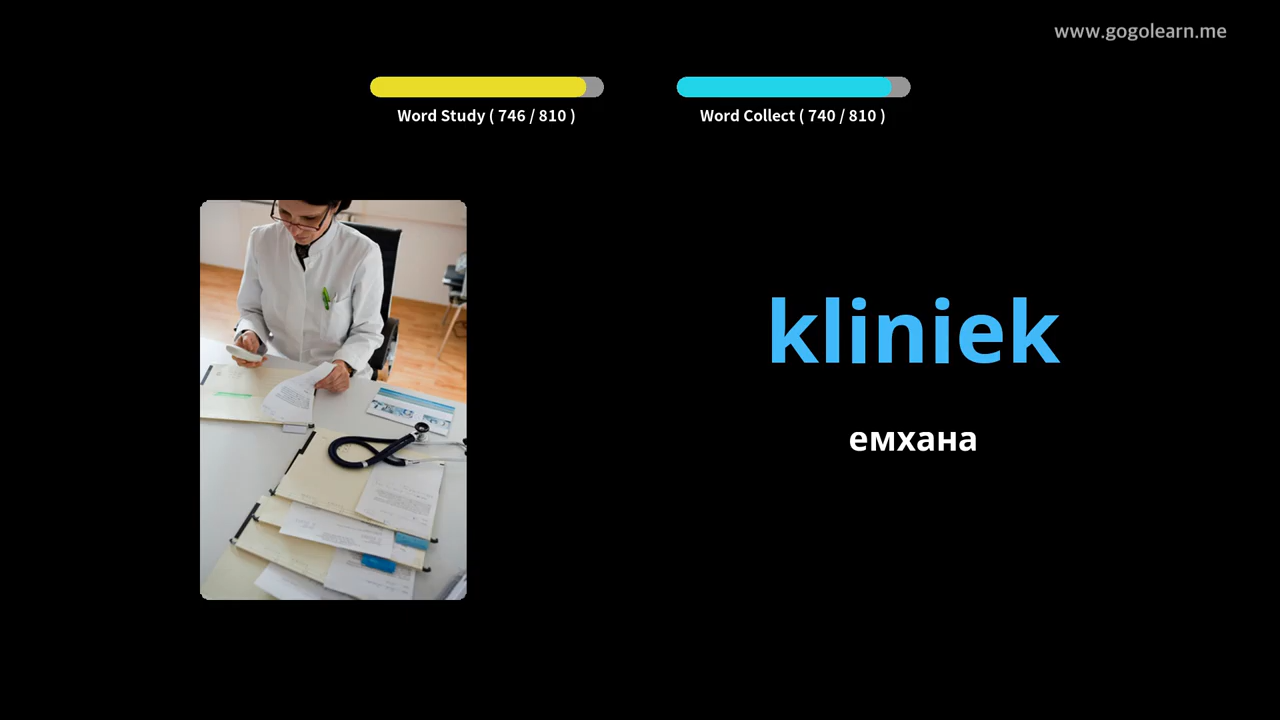 www.gogolearn.me
Word Study ( 746 / 810 )
Word Collect ( 740 / 810 )
kliniek
емхана